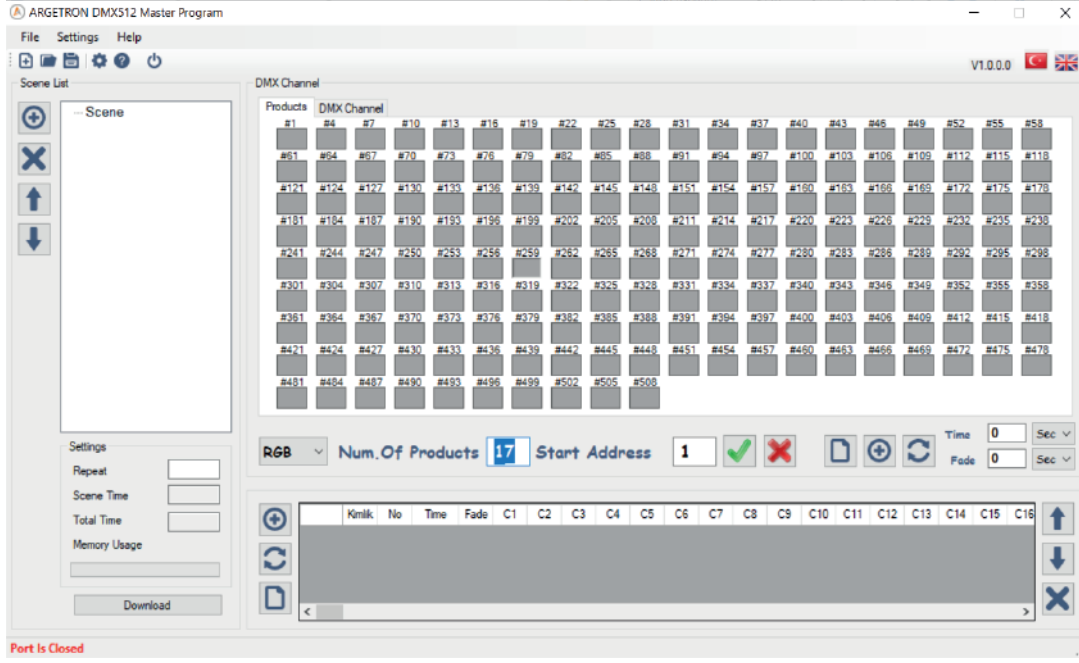 ARGETRON DMX512 Master Program
File Settings Help
V1.0.0.0
Scene List
Scene
DMX Channel
Products DMX Channel
#1 #4 #7 #10 #13 #16 #19 #22 #25 #28 #31 #34 #37 #40 #43 #46 #49 #52 #55 #58
#61 #64 #67 #70 #73 #76 #79 #82 #85 #88 #91 #94 #97 #100 #103 #106 #109 #112 #115 #118
#121 #124 #127 #130 #133 #136 #139 #142 #145 #148 #151 #154 #157 #160 #163 #166 #169 #172 #175 #178
#181 #184 #187 #190 #193 #196 #199 #202 #205 #208 #211 #214 #217 #220 #223 #226 #229 #232 #235 #238
#241 #244 #247 #250 #253 #256 #259 #262 #265 #268 #271 #274 #277 #280 #283 #286 #289 #292 #295 #298
#301 #304 #307 #310 #313 #316 #319 #322 #325 #328 #331 #334 #337 #340 #343 #346 #349 #352 #355 #358
#361 #364 #367 #370 #373 #376 #379 #382 #385 #388 #391 #394 #397 #400 #403 #406 #409 #412 #415 #418
#421 #424 #427 #430 #433 #436 #439 #442 #445 #448 #451 #454 #457 #460 #463 #466 #469 #472 #475 #478
#481 #484 #487 #490 #493 #496 #499 #502 #505 #508
RGB Num.Of Products 17 Start Address 1
Time 0 Sec
Fade 0 Sec
Settings
Repeat
Scene Time
Total Time
Memory Usage
Download
Kimlik No Time Fade C1 C2 C3 C4 C5 C6 C7 C8 C9 C10 C11 C12 C13 C14 C15 C16
Port Is Closed